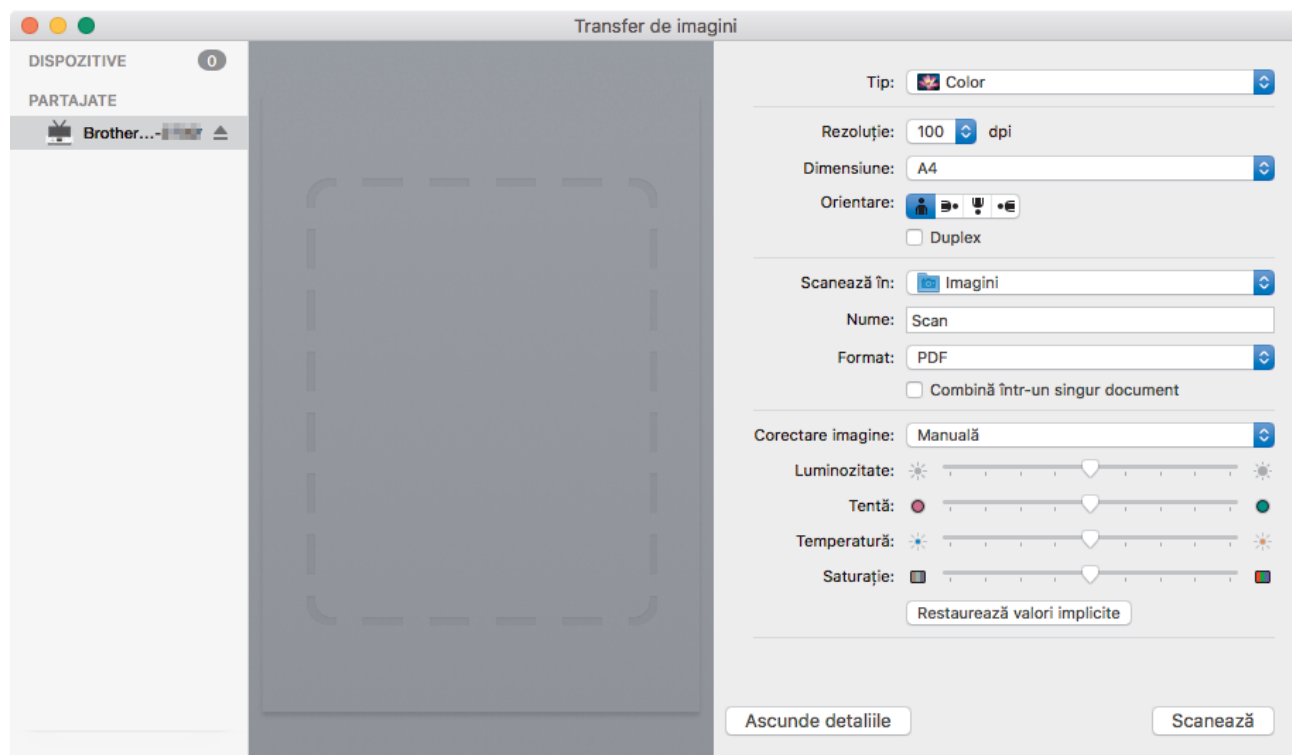 Transfer de imagini
DISPOZITIVE 0
PARTAJATE
Brother...-
Tip: Color
Rezoluție: 100 dpi
Dimensiune: A4
Orientare:
Duplex
Scanează în: Imagini
Nume: Scan
Format: PDF
Combină într-un singur document
Corectare imagine: Manuală
Luminozitate:
Tentă:
Temperatură:
Saturație:
Restaurează valori implicite
Ascunde detaliile Scanează